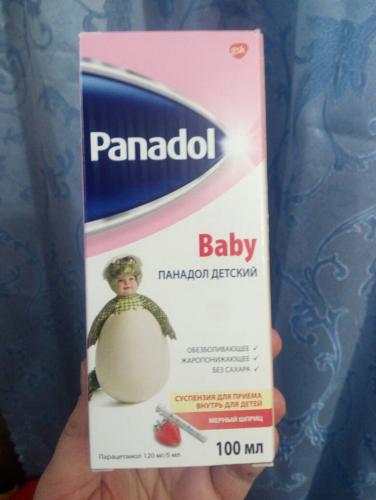 gsk
Panadol
Baby
ПАНАДОЛ ДЕТСКИЙ
ОБЕЗБОЛИВАЮЩЕЕ ✓
ЖАРОПОНИЖАЮЩЕЕ ✓
БЕЗ САХАРА ✓
СУСПЕНЗИЯ ДЛЯ ПРИЕМА
ВНУТРЬ ДЛЯ ДЕТЕЙ
МЕРНЫЙ ШПРИЦ
Парацетамол 120 мг/5 мл
100 мл